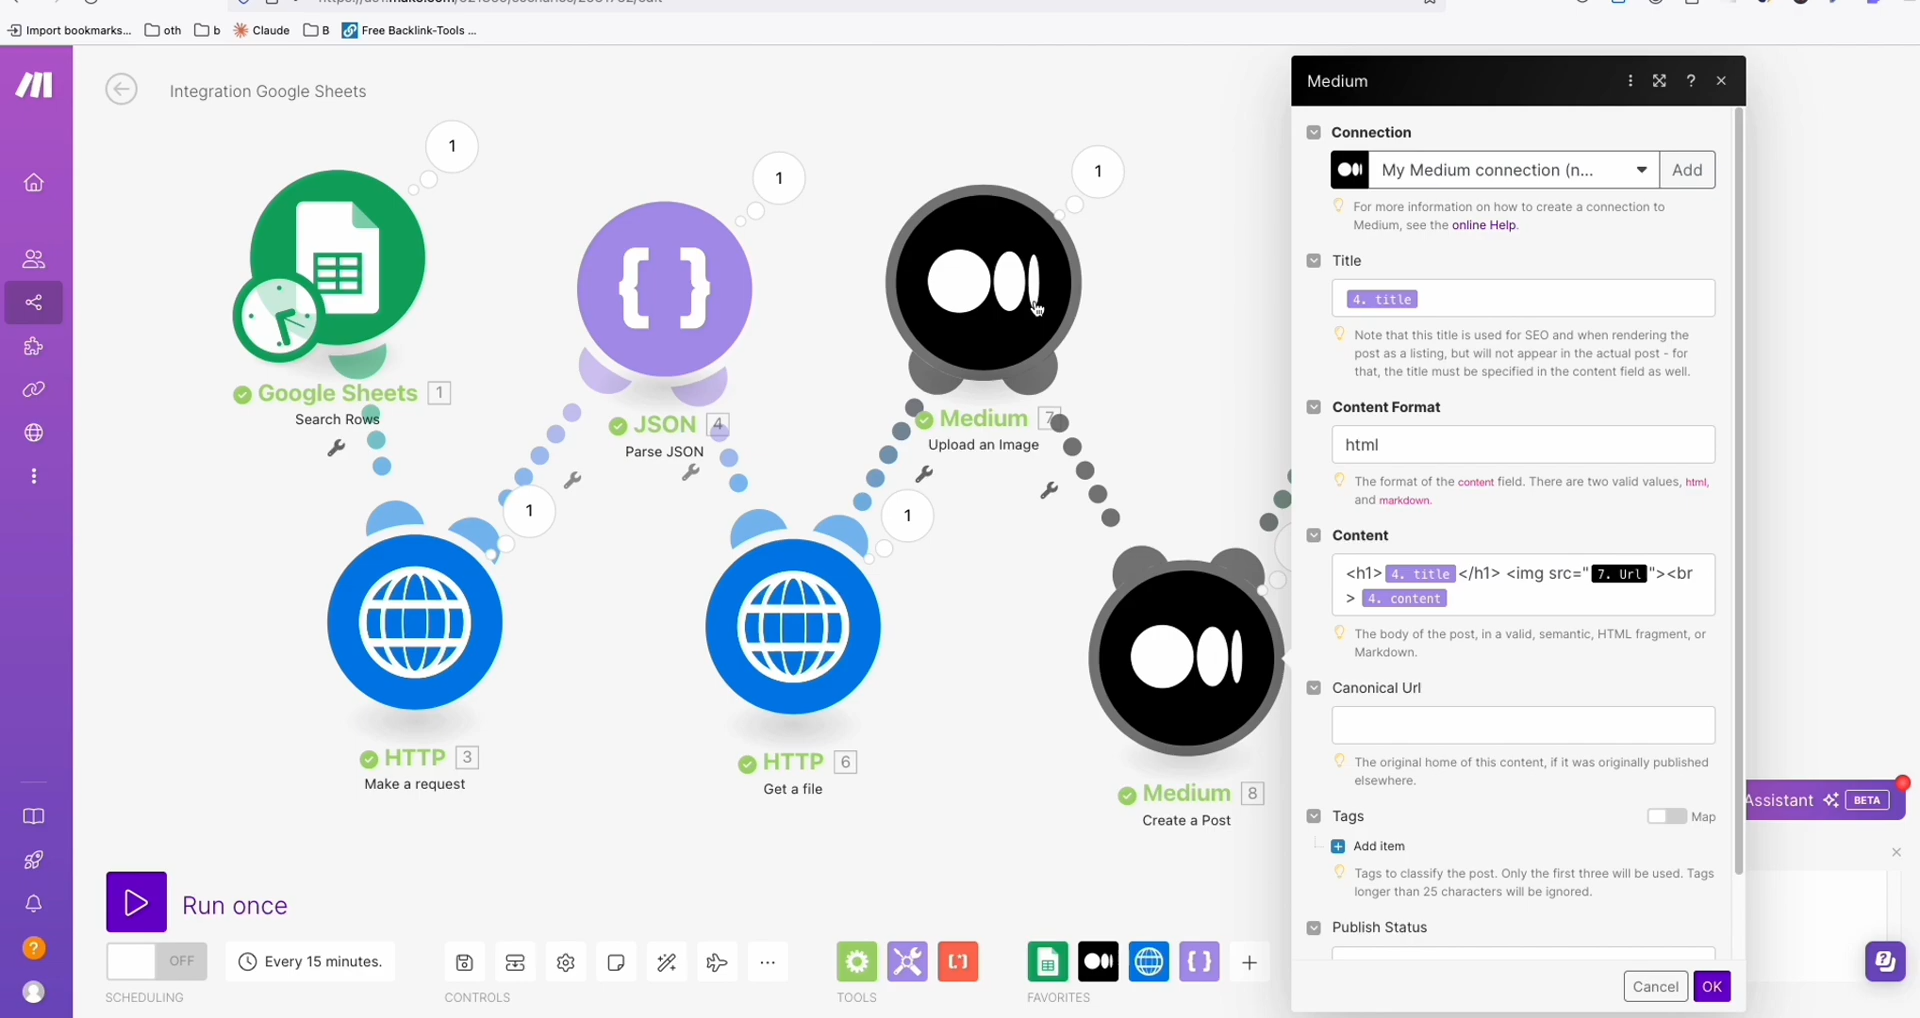 Import bookmarks...
oth
b
Claude
B
Free Backlink-Tools ...
Integration Google Sheets
1
1
1
Google Sheets 1
Search Rows
JSON 4
Parse JSON
Medium 7
Upload an Image
1
1
HTTP 3
Make a request
HTTP 6
Get a file
Medium 8
Create a Post
Run once
OFF
Every 15 minutes.
SCHEDULING
CONTROLS
TOOLS
FAVORITES
Medium
Connection
My Medium connection (n...
Add
For more information on how to create a connection to
Medium, see the online Help.
Title
4. title
Note that this title is used for SEO and when rendering the
post as a listing, but will not appear in the actual post - for
that, the title must be specified in the content field as well.
Content Format
html
The format of the content field. There are two valid values, html,
and markdown.
Content
<h1> 4. title </h1> <img src=" 7. Url "><br
> 4. content
The body of the post, in a valid, semantic, HTML fragment, or
Markdown.
Canonical Url
The original home of this content, if it was originally published
elsewhere.
Tags
Map
Add item
Tags to classify the post. Only the first three will be used. Tags
longer than 25 characters will be ignored.
Publish Status
Cancel
OK
Assistant
BETA